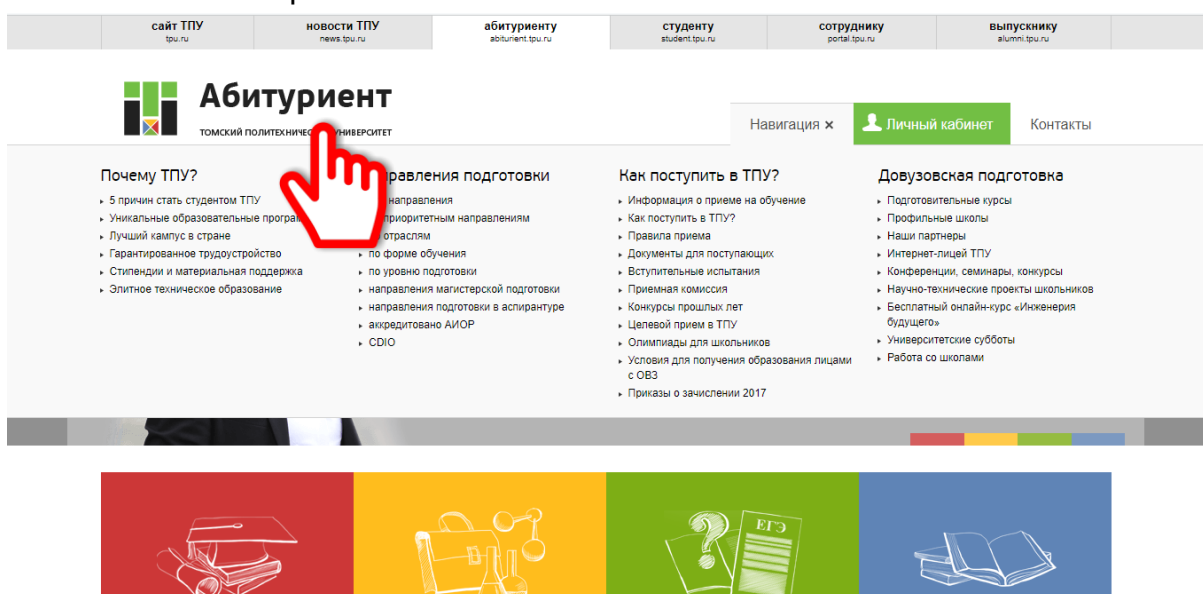 сайт ТПУ
tpu.ru
новости ТПУ
news.tpu.ru
абитуриенту
abiturient.tpu.ru
студенту
student.tpu.ru
сотруднику
portal.tpu.ru
выпускнику
alumni.tpu.ru
Абитуриент
ТОМСКИЙ
Навигация ×
Личный кабинет
Контакты
Почему ТПУ?
5 причин стать студентом ТПУ
Уникальные образовательные
Лучший кампус в стране
Гарантированное трудоустройство
Стипендии и материальная поддержка
Элитное техническое образование
подготовки
направления
приоритетным направлениям
отраслям
по форме обучения
по уровню подготовки
направления магистерской подготовки
направления подготовки в аспирантуре
аккредитовано АИОР
CDIO
Как поступить в ТПУ?
Информация о приеме на обучение
Как поступить в ТПУ?
Правила приема
Документы для поступающих
Вступительные испытания
Приемная комиссия
Конкурсы прошлых лет
Целевой прием в ТПУ
Олимпиады для школьников
Условия для получения образования лицами
с ОВЗ
Приказы о зачислении 2017
Довузовская подготовка
Подготовительные курсы
Профильные школы
Наши партнеры
Интернет-лицей ТПУ
Конференции, семинары, конкурсы
Научно-технические проекты школьников
Бесплатный онлайн-курс «Инженерия
будущего»
Университетские субботы
Работа со школами
ЕГЭ